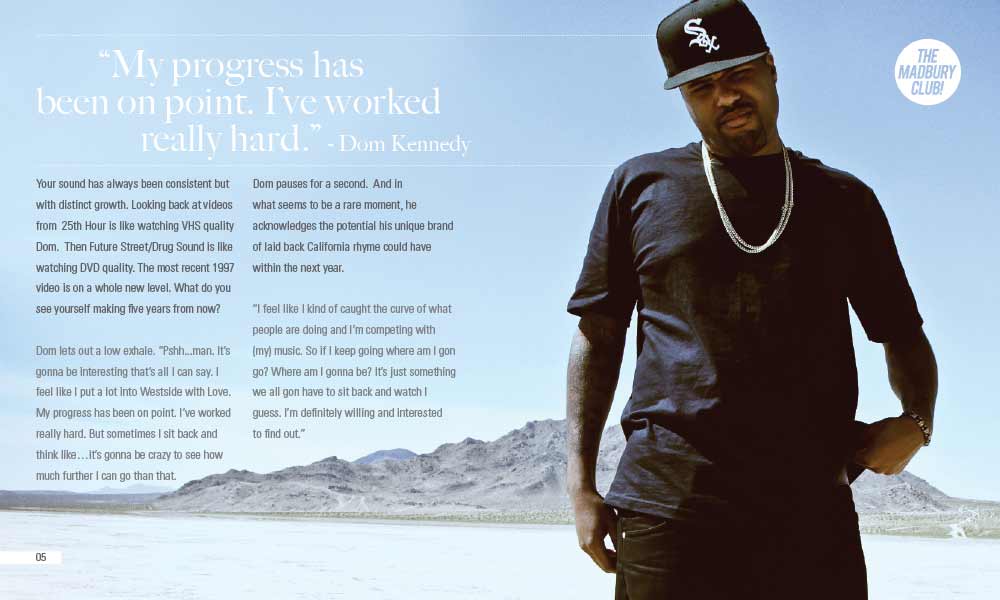 “My progress has
been on point. I’ve worked
really hard.” - Dom Kennedy
Your sound has always been consistent but
with distinct growth. Looking back at videos
from 25th Hour is like watching VHS quality
Dom. Then Future Street/Drug Sound is like
watching DVD quality. The most recent 1997
video is on a whole new level. What do you
see yourself making five years from now?
Dom lets out a low exhale. “Pshh...man. It’s
gonna be interesting that’s all I can say. I
feel like I put a lot into Westside with Love.
My progress has been on point. I’ve worked
really hard. But sometimes I sit back and
think like…it’s gonna be crazy to see how
much further I can go than that.
Dom pauses for a second. And in
what seems to be a rare moment, he
acknowledges the potential his unique brand
of laid back California rhyme could have
within the next year.
“I feel like I kind of caught the curve of what
people are doing and I’m competing with
(my) music. So if I keep going where am I gon
go? Where am I gonna be? It’s just something
we all gon have to sit back and watch I
guess. I’m definitely willing and interested
to find out.”
Sox
THE
MADBURY
CLUB!
05